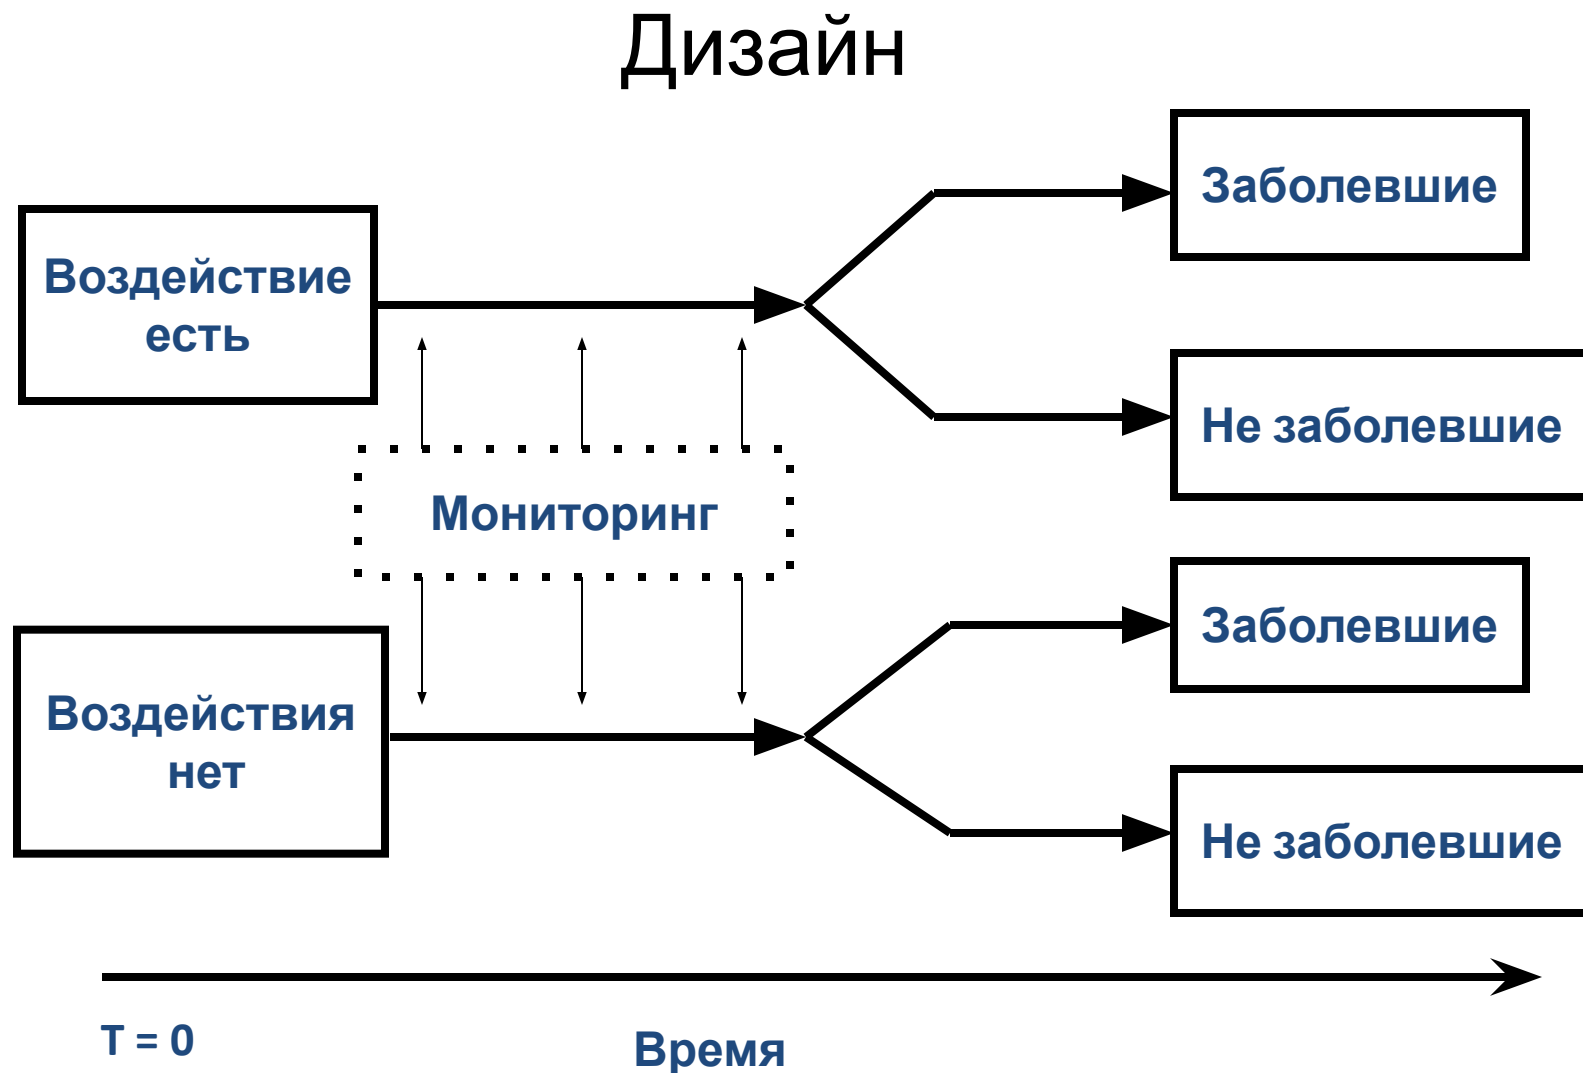 Дизайн
Заболевшие
Воздействие
есть
Не заболевшие
Мониторинг
Заболевшие
Воздействия
нет
Не заболевшие
T = 0
Время